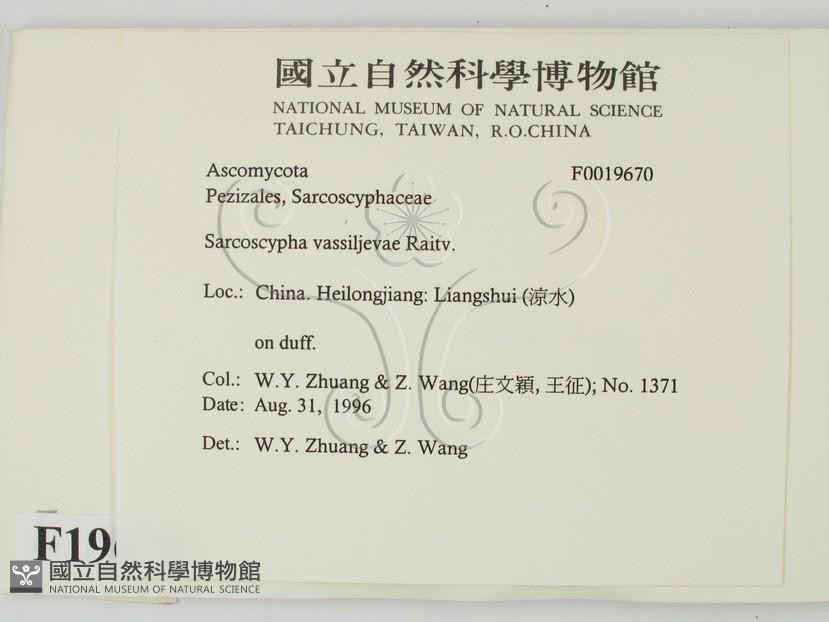 國立自然科學博物館
NATIONAL MUSEUM OF NATURAL SCIENCE
TAICHUNG, TAIWAN, R.O.CHINA
Ascomycota F0019670
Pezizales, Sarcoscyphaceae
Sarcoscypha vassiljevae Raitv.
Loc.: China. Heilongjiang: Liangshui (涼水)
on duff.
Col.: W.Y. Zhuang & Z. Wang(庄文穎, 王征); No. 1371
Date: Aug. 31, 1996
Det.: W.Y. Zhuang & Z. Wang
F196
國立自然科學博物館
NATIONAL MUSEUM OF NATURAL SCIENCE